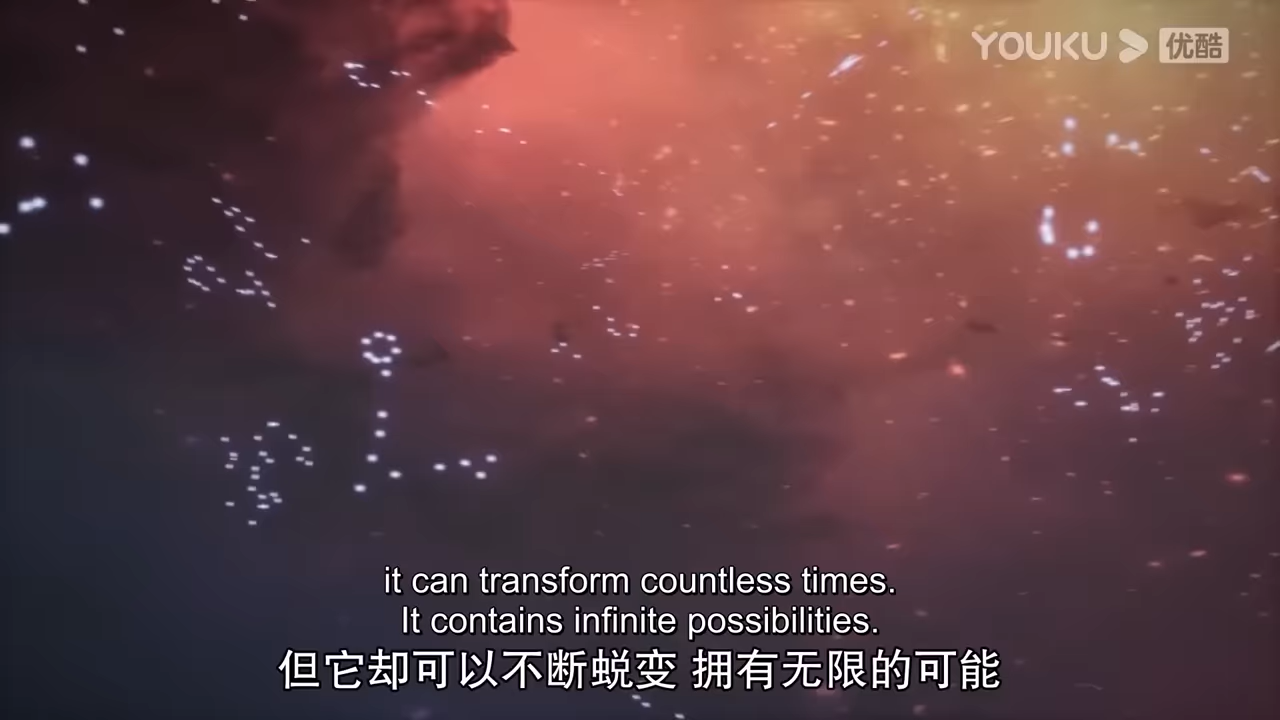 YOUKU 优酷
it can transform countless times.
It contains infinite possibilities.
但它却可以不断蜕变 拥有无限的可能